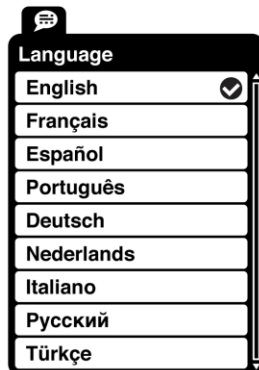 Language
English
Français
Español
Português
Deutsch
Nederlands
Italiano
Русский
Türkçe